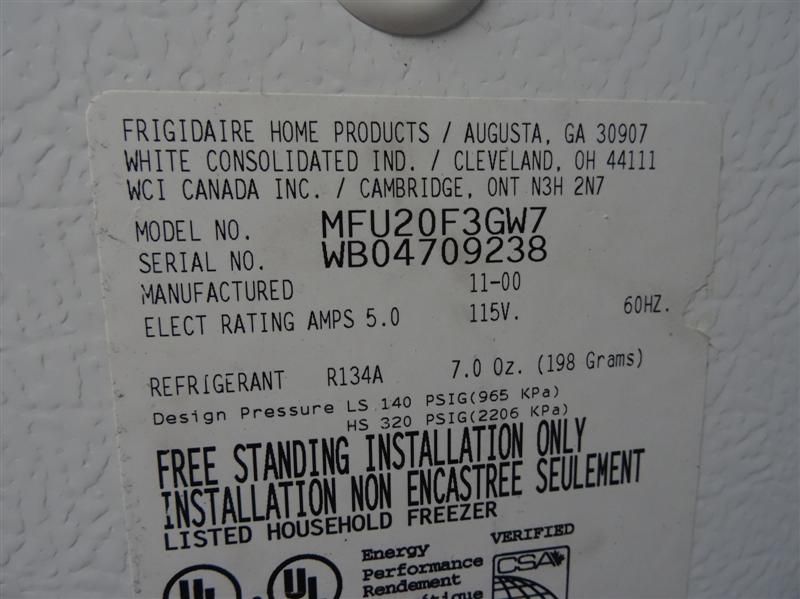 FRIGIDAIRE HOME PRODUCTS / AUGUSTA, GA 30907
WHITE CONSOLIDATED IND. / CLEVELAND, OH 44111
WCI CANADA INC. / CAMBRIDGE, ONT N3H 2N7
MODEL NO. MFU20F3GW7
SERIAL NO. WB04709238
MANUFACTURED 11-00
ELECT RATING AMPS 5.0 115V. 60HZ.
REFRIGERANT R134A 7.0 Oz. (198 Grams)
Design Pressure LS 140 PSIG(965 KPa)
HS 320 PSIG(2206 KPa)
FREE STANDING INSTALLATION ONLY
INSTALLATION NON ENCASTREE SEULEMENT
LISTED HOUSEHOLD FREEZER
UL UL
Energy
Performance
Rendement
VERIFIED
CSA